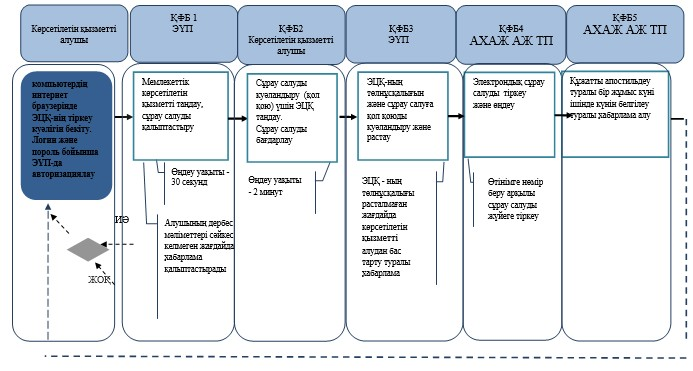 Көрсетілетін қызметті
алушы
ҚФБ 1
ЭҮП
ҚФБ2
Көрсетілетін қызметті
алушы
ҚФБ3
ЭҮП
ҚФБ4
АХАЖ АЖ ТП
ҚФБ5
АХАЖ АЖ ТП
компьютердің
интернет
браузерінде
ЭЦҚ-нің тіркеу
куәлігін бекіту.
Логин және
пароль бойынша
ЭҮП-да
авторизациялау
Мемлекеттік
көрсетілетін
қызметті таңдау,
сұрау салуды
қалыптастыру
Сұрау салуды
куәландыру (қол
қою) үшін ЭЦҚ
таңдау.
Сұрау салуды
бағдарлау
ЭЦҚ-ның
төлнұсқалығын
және сұрау салуға
қол қоюды
куәландыру және
растау
Электрондық сұрау
салуды тіркеу
және өңдеу
Құжатты апостильдеу
туралы бір жұмыс күні
ішінде күнін белгілеу
туралы хабарлама алу
Өңдеу уақыты -
30 секунд
Өңдеу уақыты
- 2 минут
ЭЦҚ - ның
төлнұсқалығы
расталмаған
жағдайда
көрсетілетін
қызметті
алудан бас
тарту туралы
хабарлама
Өтінімге нөмір
беру арқылы
сұрау салуды
жүйеге тіркеу
Алушының дербес
мәліметтері сәйкес
келмеген жағдайда
хабарлама
қалыптастырады
ИӘ
ЖОҚ